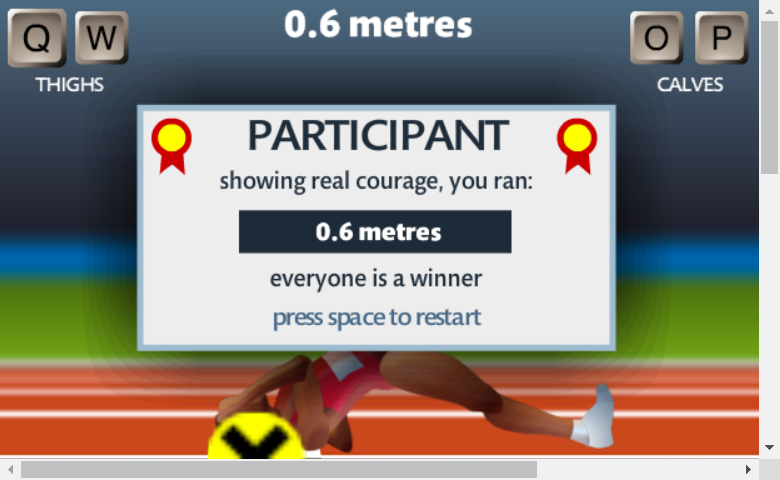 0.6 metres
Q W O P
THIGHS CALVES
PARTICIPANT
showing real courage, you ran:
0.6 metres
everyone is a winner
press space to restart